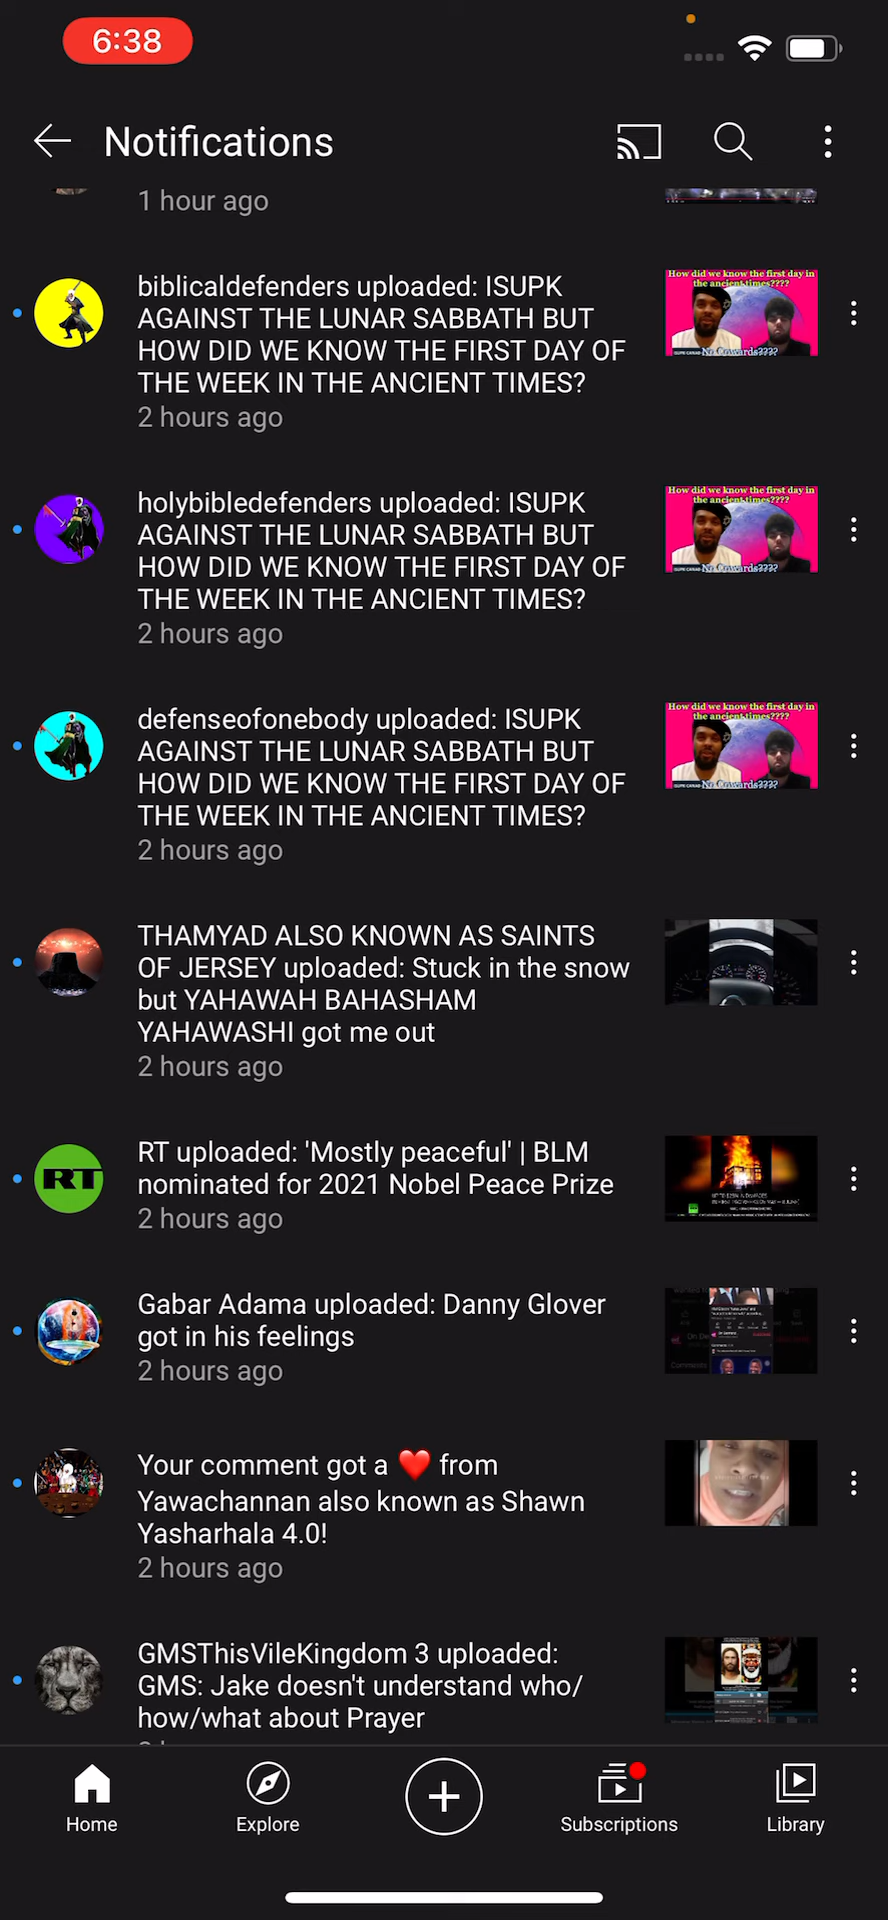 6:38
Notifications
1 hour ago
biblicaldefenders uploaded: ISUPK
AGAINST THE LUNAR SABBATH BUT
HOW DID WE KNOW THE FIRST DAY OF
THE WEEK IN THE ANCIENT TIMES?
2 hours ago
How did we know the first day in
the ancient times????
No Cowards????
holybibledefenders uploaded: ISUPK
AGAINST THE LUNAR SABBATH BUT
HOW DID WE KNOW THE FIRST DAY OF
THE WEEK IN THE ANCIENT TIMES?
2 hours ago
How did we know the first day in
the ancient times????
No Cowards????
defenseofonebody uploaded: ISUPK
AGAINST THE LUNAR SABBATH BUT
HOW DID WE KNOW THE FIRST DAY OF
THE WEEK IN THE ANCIENT TIMES?
2 hours ago
How did we know the first day in
the ancient times????
No Cowards????
THAMYAD ALSO KNOWN AS SAINTS
OF JERSEY uploaded: Stuck in the snow
but YAHAWAH BAHASHAM
YAHAWASHI got me out
2 hours ago
RT
RT uploaded: 'Mostly peaceful' | BLM
nominated for 2021 Nobel Peace Prize
2 hours ago
Gabar Adama uploaded: Danny Glover
got in his feelings
2 hours ago
Your comment got a ❤️ from
Yawachannan also known as Shawn
Yasharhala 4.0!
2 hours ago
GMSThisVileKingdom 3 uploaded:
GMS: Jake doesn't understand who/
how/what about Prayer
Home
Explore
Subscriptions
Library